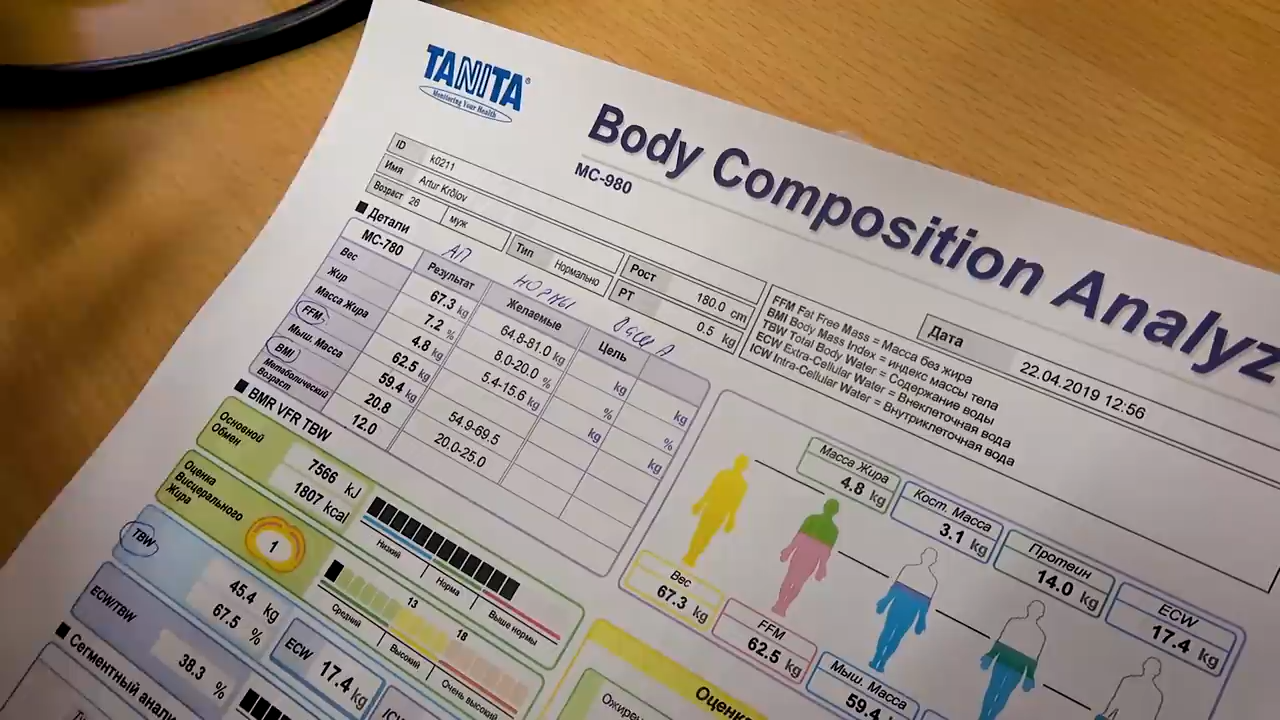 TANITA®
Monitoring Your Health
Body Composition Analyz
MC-980
ID k0211
Имя Artur Krõlov
Возраст 26 муж Тип Нормально Рост 180.0 cm
РТ 0.5 kg
Дата 22.04.2019 12:56
FFM Fat Free Mass = Масса без жира
BMI Body Mass Index = индекс массы тела
TBW Total Body Water = Содержание воды
ECW Extra-Cellular Water = Внеклеточная вода
ICW Intra-Cellular Water = Внутриклеточная вода
Детали
НОРМЫ
MC-780 Результат Желаемые Цель
Вес 67.3 kg 64.8-81.0 kg kg kg
Жир 7.2 % 8.0-20.0 % % %
Масса Жира 4.8 kg 5.4-15.6 kg kg kg
FFM 62.5 kg
Мыш. Масса 59.4 kg 54.9-69.5
BMI 20.8 20.0-25.0
Метаболический Возраст 12.0
BMR VFR TBW
Основной Обмен
7566 kJ
1807 kcal
Низкий Норма Выше нормы
Оценка Висцерального Жира
1
13 18
Средний Высокий Очень высокий
TBW
45.4 kg
67.5 %
ECW 17.4 kg
ECW/TBW
38.3 %
Сегментный анализ
Масса Жира
4.8 kg
Кост. Масса
3.1 kg
Протеин
14.0 kg
ECW
17.4 kg
Вес
67.3 kg
FFM
62.5 kg
Мыш. Масса
59.4
Оценка
Ожирен